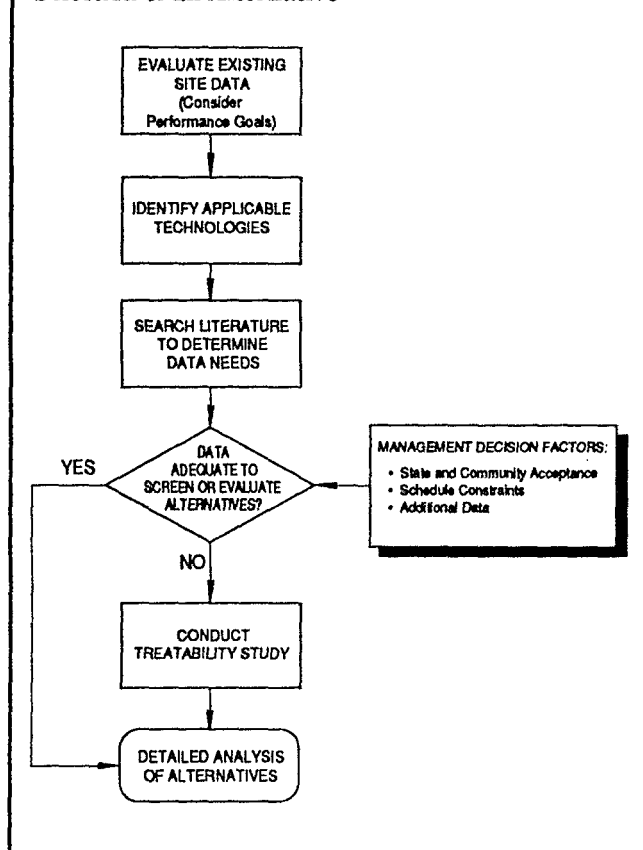 EVALUATE EXISTING
SITE DATA
(Consider
Performance Goals)
IDENTIFY APPLICABLE
TECHNOLOGIES
SEARCH LITERATURE
TO DETERMINE
DATA NEEDS
DATA
ADEQUATE TO
SCREEN OR EVALUATE
ALTERNATIVES?
YES
NO
MANAGEMENT DECISION FACTORS:
• State and Community Acceptance
• Schedule Constraints
• Additional Data
CONDUCT
TREATABILITY STUDY
DETAILED ANALYSIS
OF ALTERNATIVES